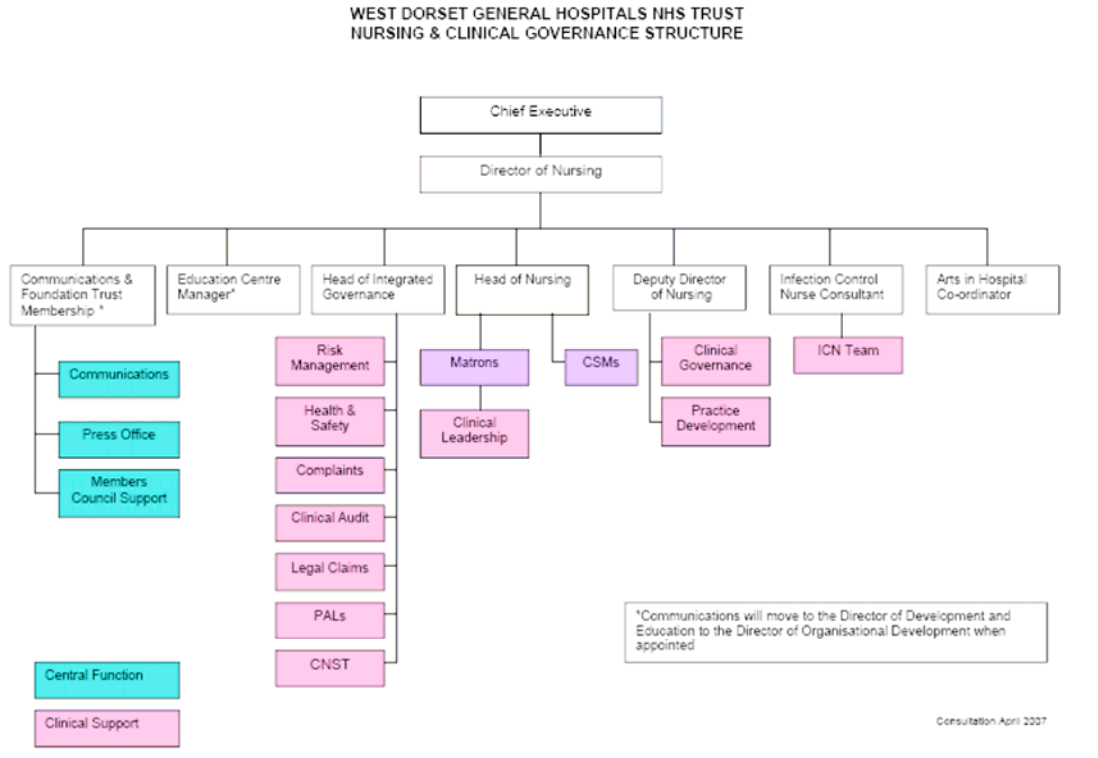 WEST DORSET GENERAL HOSPITALS NHS TRUST
NURSING & CLINICAL GOVERNANCE STRUCTURE
Chief Executive
Director of Nursing
Communications &
Foundation Trust
Membership *
Education Centre
Manager*
Head of Integrated
Governance
Head of Nursing
Deputy Director
of Nursing
Infection Control
Nurse Consultant
Arts in Hospital
Co-ordinator
Communications
Press Office
Members
Council Support
Risk
Management
Health &
Safety
Complaints
Clinical Audit
Legal Claims
PALs
CNST
Matrons
CSMs
Clinical
Leadership
Clinical
Governance
Practice
Development
ICN Team
*Communications will move to the Director of Development and
Education to the Director of Organisational Development when
appointed
Central Function
Clinical Support
Consultation April 2007